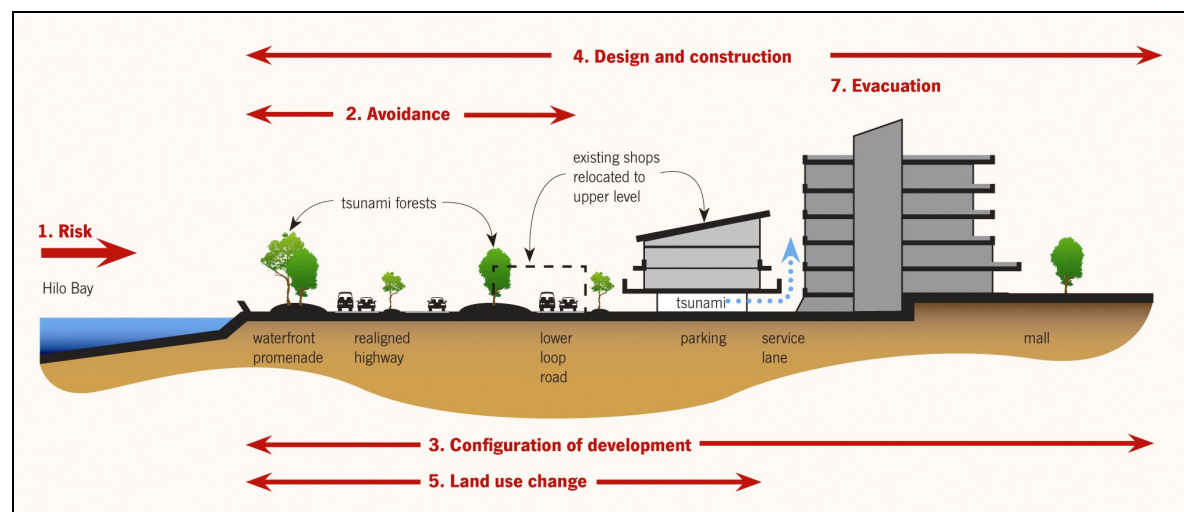 4. Design and construction
7. Evacuation
2. Avoidance
existing shops
relocated to
upper level
tsunami forests
1. Risk
Hilo Bay
tsunami
waterfront
promenade
realigned
highway
lower
loop
road
parking
service
lane
mall
3. Configuration of development
5. Land use change